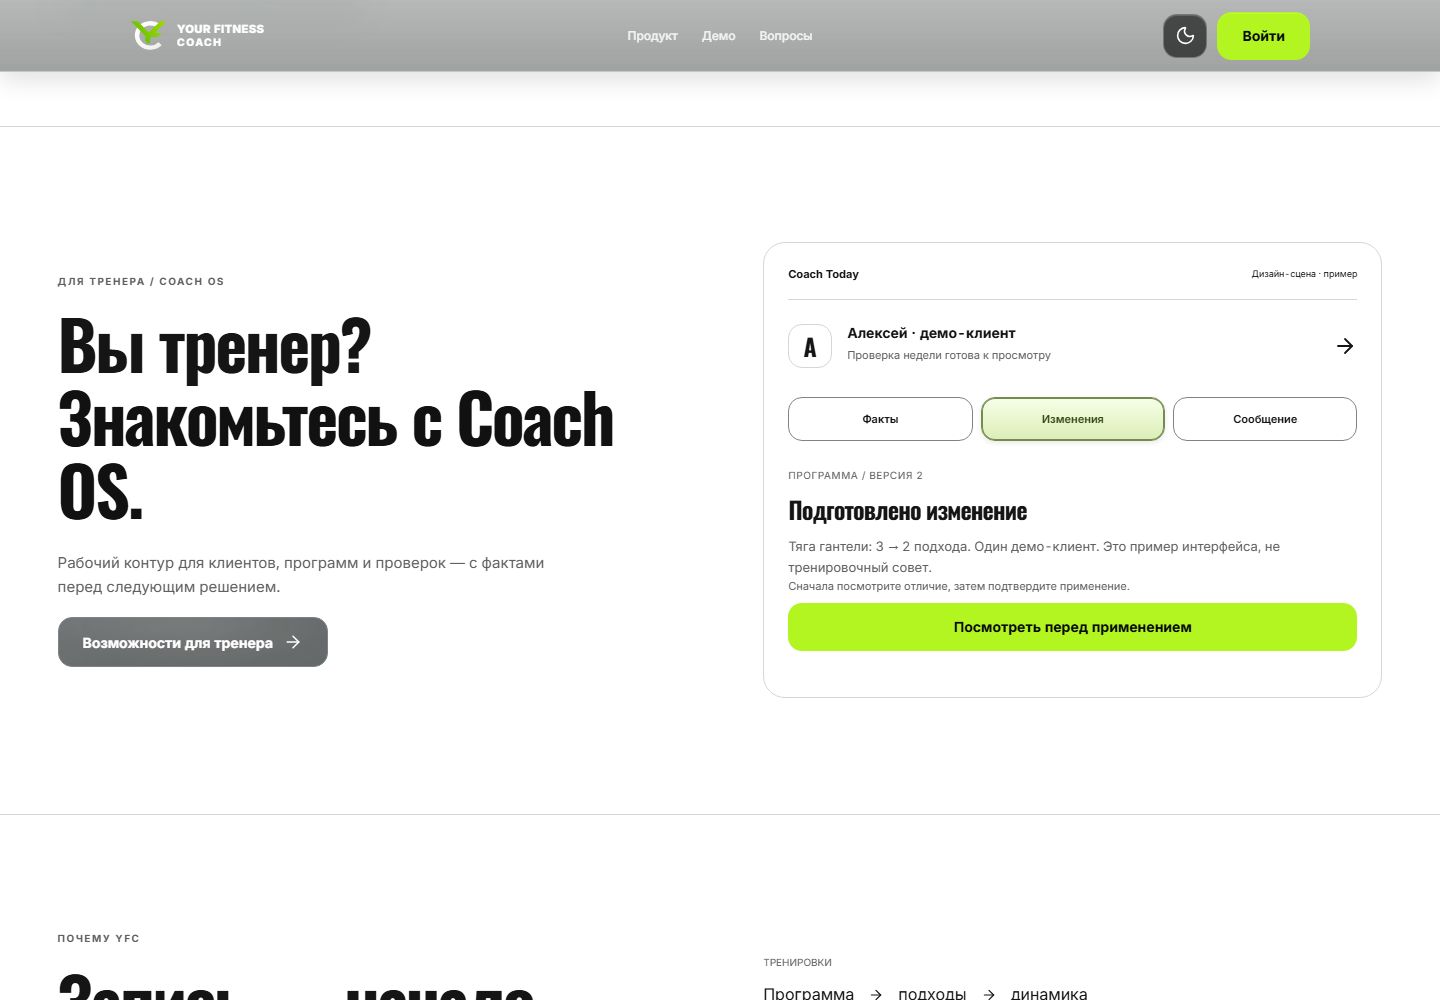 YOUR FITNESS
COACH
Продукт Демо Вопросы
Войти
ДЛЯ ТРЕНЕРА / COACH OS
Вы тренер?
Знакомьтесь с Coach
OS.
Рабочий контур для клиентов, программ и проверок — с фактами
перед следующим решением.
Возможности для тренера →
Coach Today
Дизайн-сцена · пример
А
Алексей · демо-клиент
Проверка недели готова к просмотру
→
Факты Изменения Сообщение
ПРОГРАММА / ВЕРСИЯ 2
Подготовлено изменение
Тяга гантели: 3 → 2 подхода. Один демо-клиент. Это пример интерфейса, не
тренировочный совет.
Сначала посмотрите отличие, затем подтвердите применение.
Посмотреть перед применением
ПОЧЕМУ YFC
ТРЕНИРОВКИ
Программа → подходы → динамика